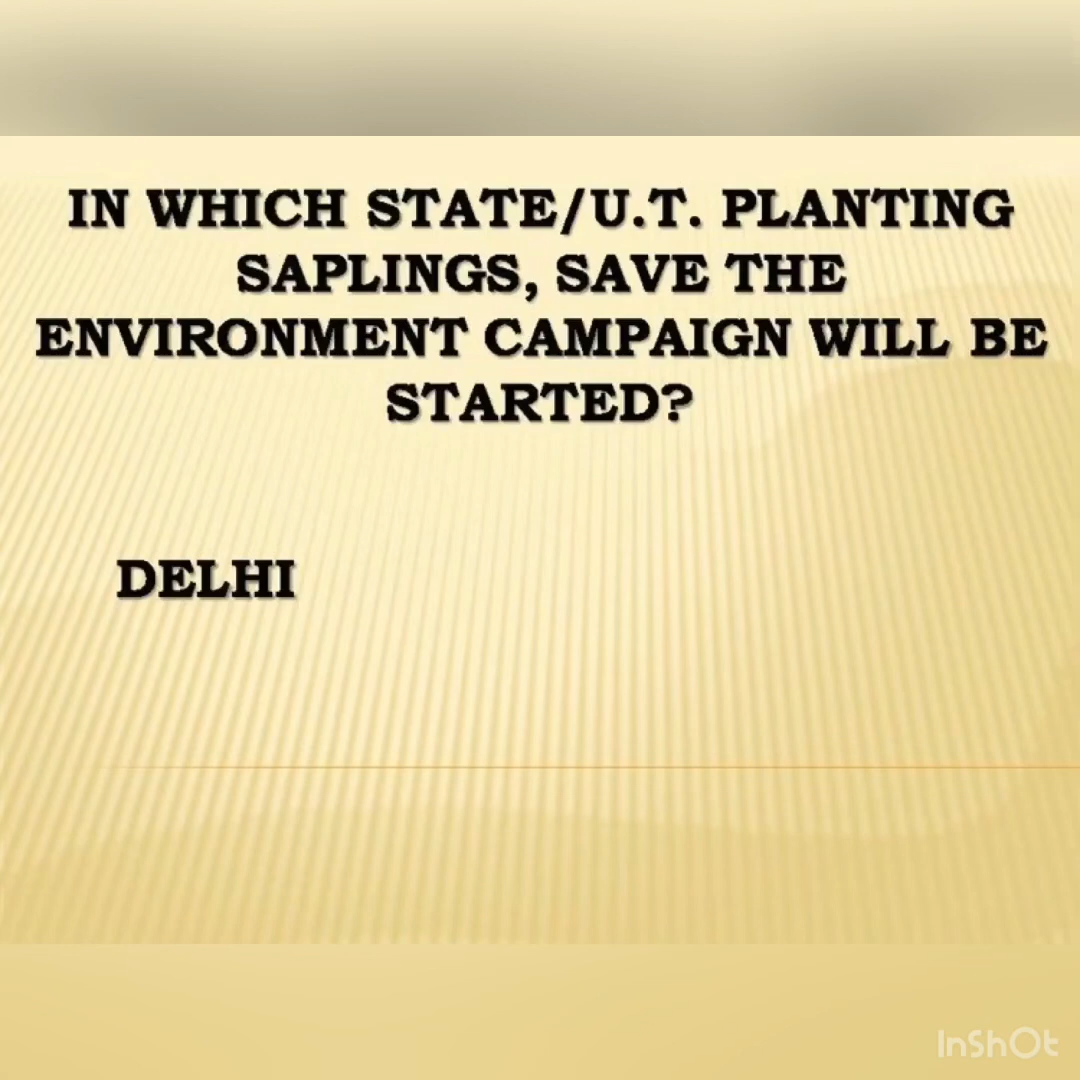 IN WHICH STATE/U.T. PLANTING
SAPLINGS, SAVE THE
ENVIRONMENT CAMPAIGN WILL BE
STARTED?
DELHI
InShOt